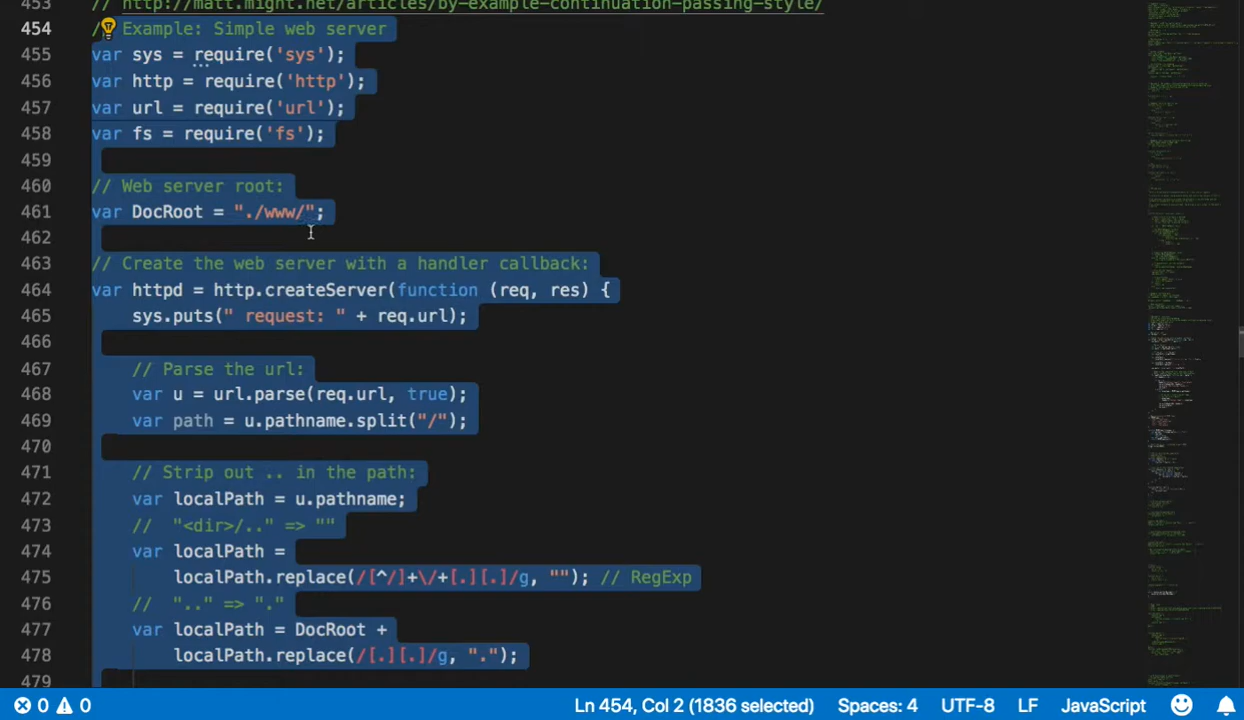 453 // http://matt.might.net/articles/by-example-continuation-passing-style/
454 / Example: Simple web server
455 var sys = require('sys');
456 var http = require('http');
457 var url = require('url');
458 var fs = require('fs');
459
460 // Web server root:
461 var DocRoot = "./www/";
462
463 // Create the web server with a handler callback:
464 var httpd = http.createServer(function (req, res) {
465 sys.puts(" request: " + req.url);
466
467 // Parse the url:
468 var u = url.parse(req.url, true);
469 var path = u.pathname.split("/");
470
471 // Strip out .. in the path:
472 var localPath = u.pathname;
473 // "<dir>/.." => ""
474 var localPath =
475 localPath.replace(/[^/]+\/+[.][.]/g, ""); // RegExp
476 // ".." => "."
477 var localPath = DocRoot +
478 localPath.replace(/[.][.]/g, ".");
479
0 0 Ln 454, Col 2 (1836 selected) Spaces: 4 UTF-8 LF JavaScript